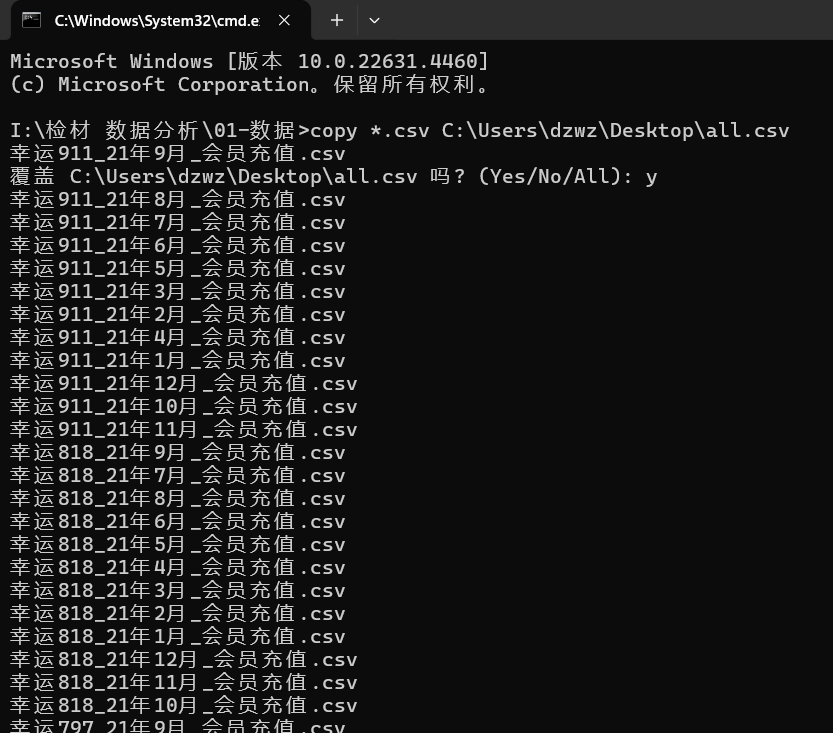 C:\Windows\System32\cmd.e
Microsoft Windows [版本 10.0.22631.4460]
(c) Microsoft Corporation。保留所有权利。
I:\检材 数据分析\01-数据>copy *.csv C:\Users\dzwz\Desktop\all.csv
幸运911_21年9月_会员充值.csv
覆盖 C:\Users\dzwz\Desktop\all.csv 吗? (Yes/No/All): y
幸运911_21年8月_会员充值.csv
幸运911_21年7月_会员充值.csv
幸运911_21年6月_会员充值.csv
幸运911_21年5月_会员充值.csv
幸运911_21年3月_会员充值.csv
幸运911_21年2月_会员充值.csv
幸运911_21年4月_会员充值.csv
幸运911_21年1月_会员充值.csv
幸运911_21年12月_会员充值.csv
幸运911_21年10月_会员充值.csv
幸运911_21年11月_会员充值.csv
幸运818_21年9月_会员充值.csv
幸运818_21年7月_会员充值.csv
幸运818_21年8月_会员充值.csv
幸运818_21年6月_会员充值.csv
幸运818_21年5月_会员充值.csv
幸运818_21年4月_会员充值.csv
幸运818_21年3月_会员充值.csv
幸运818_21年2月_会员充值.csv
幸运818_21年1月_会员充值.csv
幸运818_21年12月_会员充值.csv
幸运818_21年11月_会员充值.csv
幸运818_21年10月_会员充值.csv
幸运797_21年9月_会员充值.csv